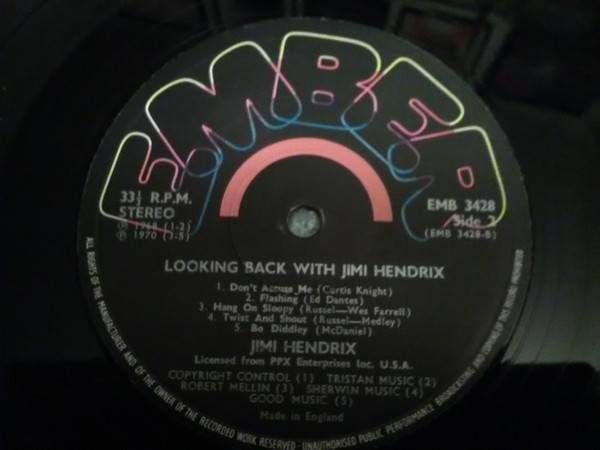 EMBER
33⅓ R.P.M.
STEREO
℗ 1968 (1-2)
℗ 1970 (3-5)
EMB 3428
Side 2
(EMB 3428-B)
LOOKING BACK WITH JIMI HENDRIX
1. Don't Accuse Me (Curtis Knight)
2. Flashing (Ed Dantes)
3. Hang On Sloopy (Russel—Wes Farrell)
4. Twist And Shout (Russel—Medley)
5. Bo Diddley (McDaniel)
JIMI HENDRIX
Licensed from PPX Enterprises Inc. U.S.A.
COPYRIGHT CONTROL (1) TRISTAN MUSIC (2)
ROBERT MELLIN (3) SHERWIN MUSIC (4)
GOOD MUSIC (5)
Made in England
ALL RIGHTS OF THE MANUFACTURER AND OF THE OWNER OF THE RECORDED WORK RESERVED - UNAUTHORISED PUBLIC PERFORMANCE BROADCASTING AND COPYING OF THIS RECORD PROHIBITED